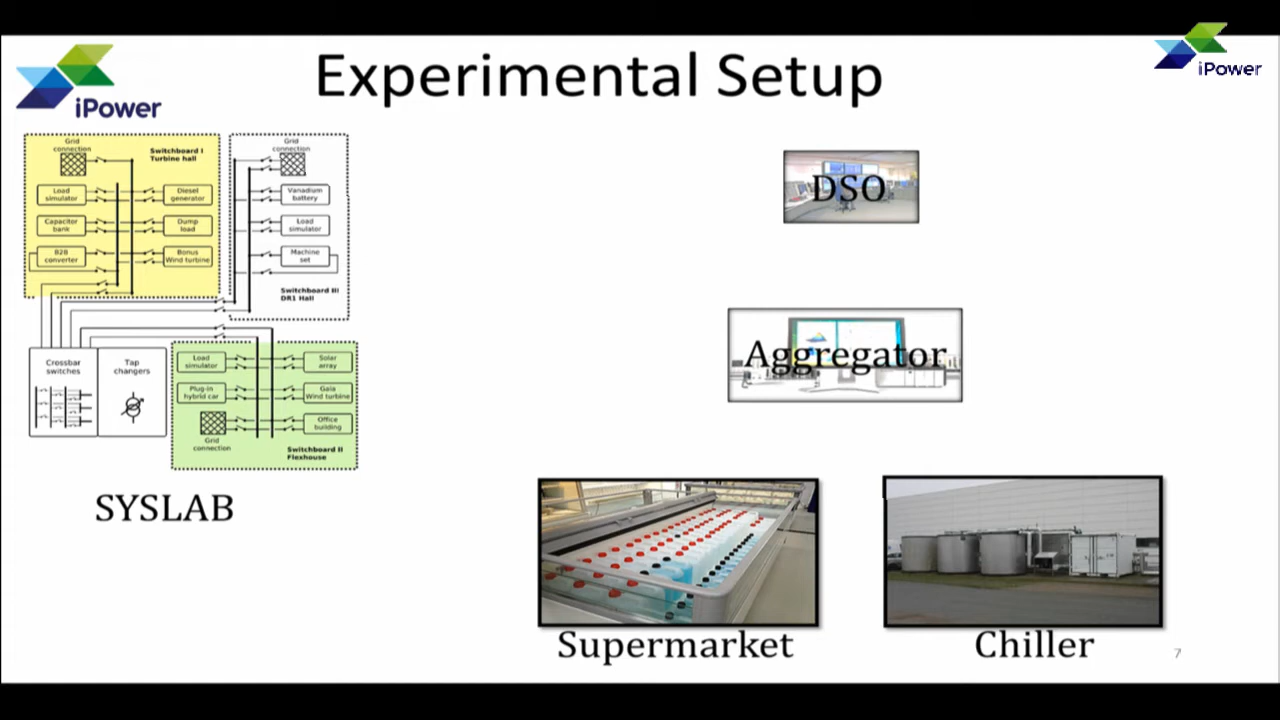 Experimental Setup
iPower
iPower
Grid
connection
Switchboard I
Turbine hall
Load
simulator
Diesel
generator
Capacitor
bank
Dump
load
B2B
converter
Bonus
Wind turbine
Grid
connection
Vanadium
battery
Load
simulator
Machine
set
Switchboard III
DR1 Hall
Crossbar
switches
Tap
changers
Load
simulator
Solar
array
Plug-in
hybrid car
Gaia
Wind turbine
Office
building
Grid
connection
Switchboard II
Flexhouse
SYSLAB
DSO
Aggregator
Supermarket
Chiller
7